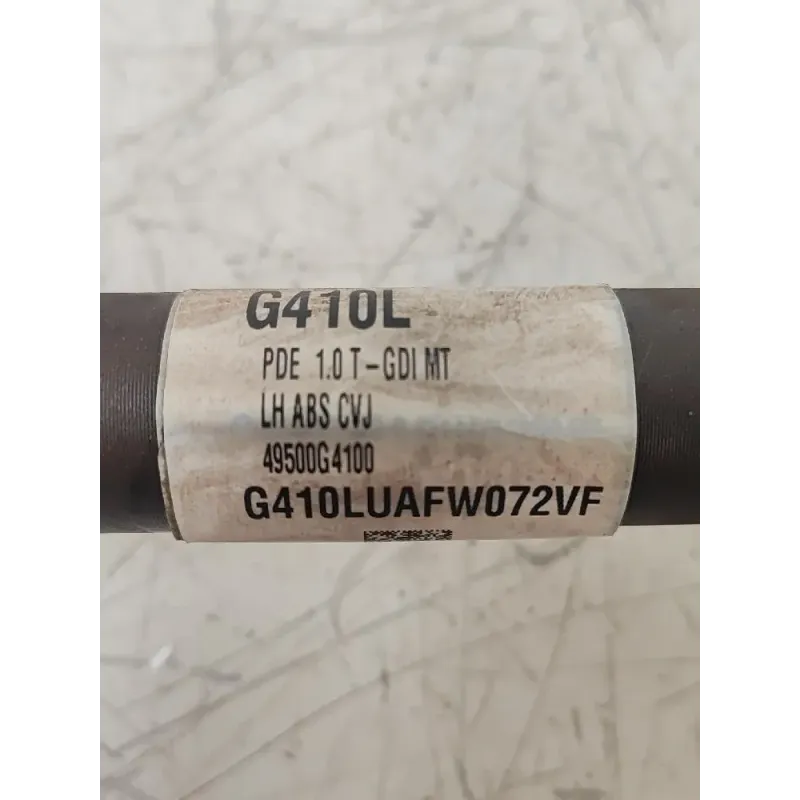 G410L
PDE 1.0 T-GDI MT
LH ABS CVJ
49500G4100
G410LUAFW072VF